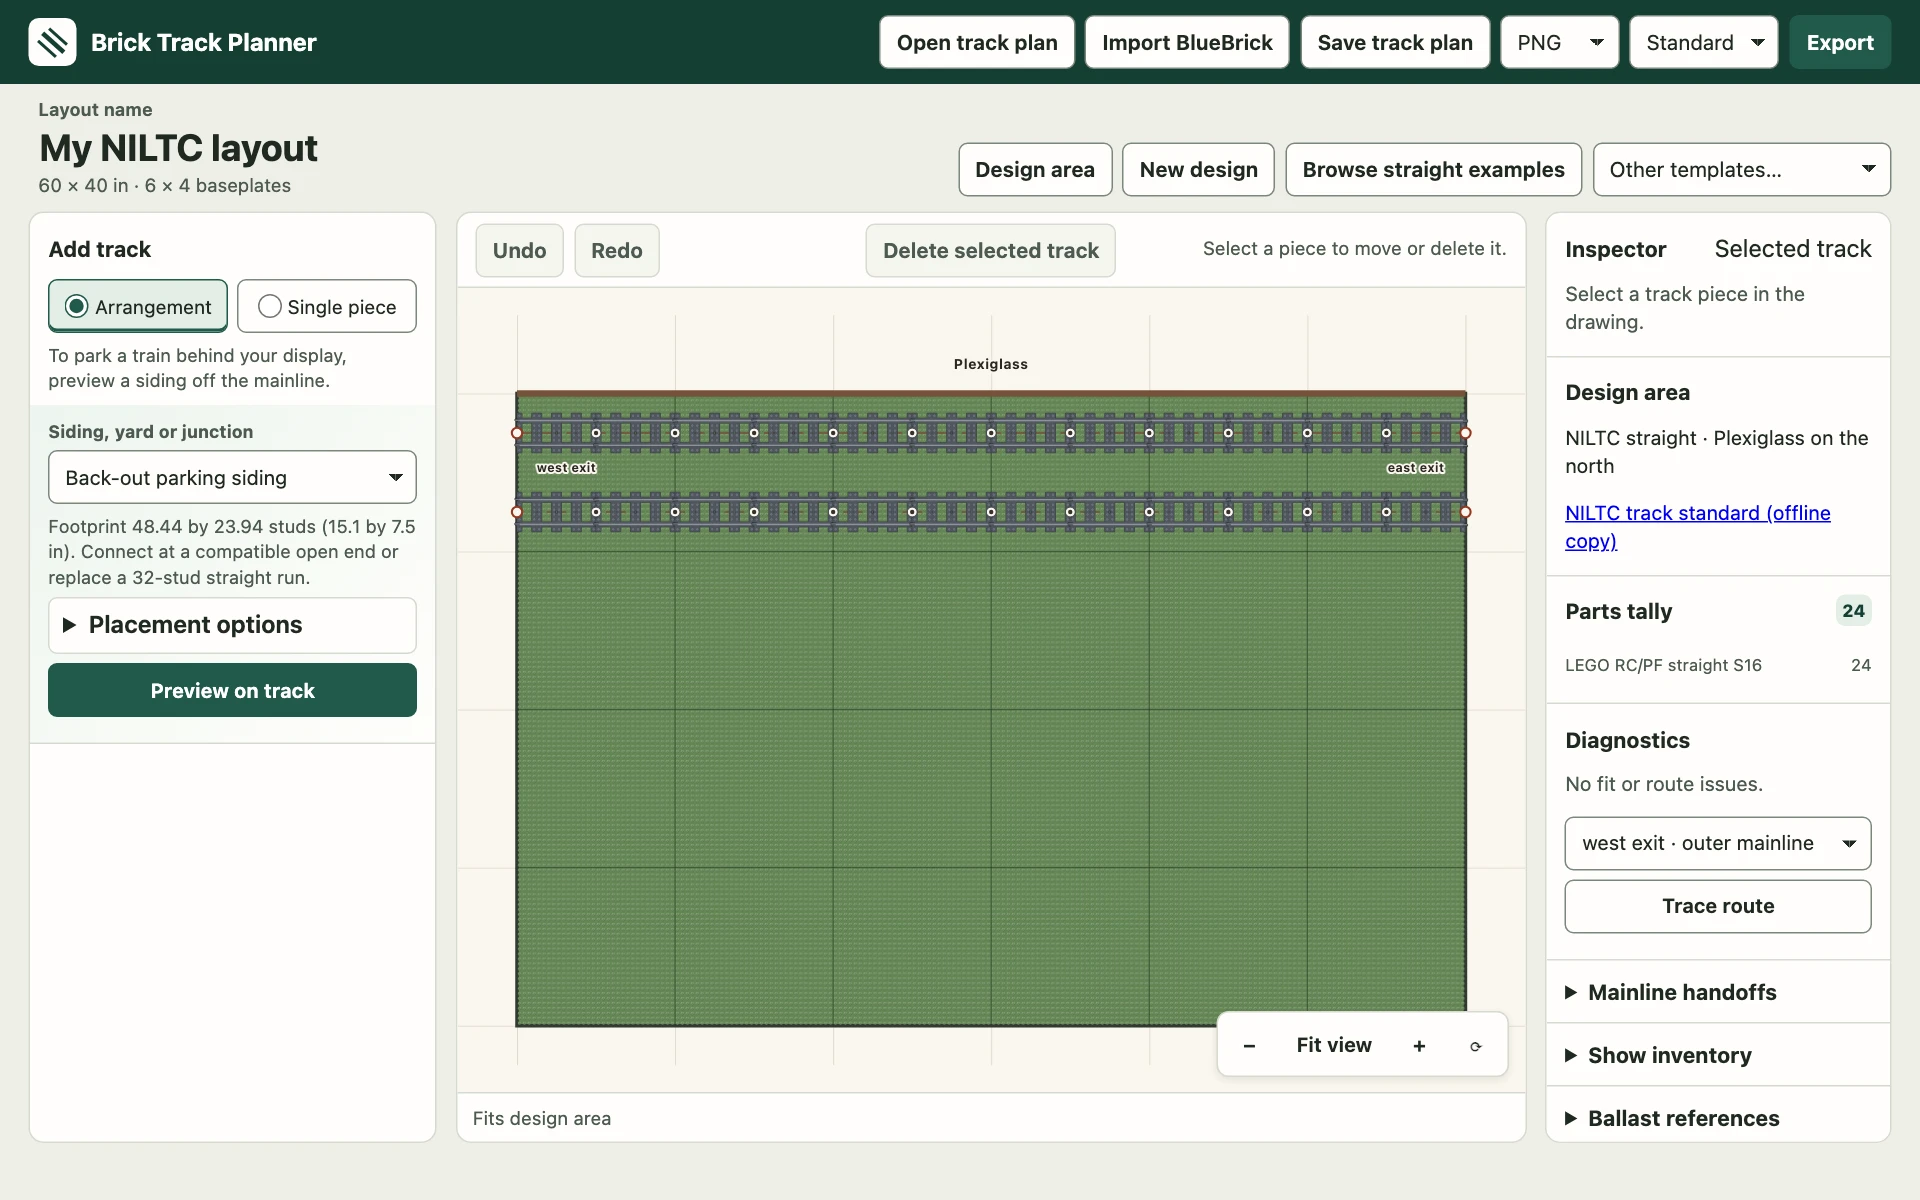 Brick Track Planner
Open track plan
Import BlueBrick
Save track plan
PNG
Standard
Export
Layout name
My NILTC layout
60 × 40 in · 6 × 4 baseplates
Design area
New design
Browse straight examples
Other templates...
Add track
Arrangement
Single piece
To park a train behind your display,
preview a siding off the mainline.
Siding, yard or junction
Back-out parking siding
Footprint 48.44 by 23.94 studs (15.1 by 7.5
in). Connect at a compatible open end or
replace a 32-stud straight run.
Placement options
Preview on track
Undo
Redo
Delete selected track
Select a piece to move or delete it.
Plexiglass
west exit
east exit
− Fit view + ⟳
Fits design area
Inspector
Selected track
Select a track piece in the
drawing.
Design area
NILTC straight · Plexiglass on the
north
NILTC track standard (offline
copy)
Parts tally 24
LEGO RC/PF straight S16 24
Diagnostics
No fit or route issues.
west exit · outer mainline
Trace route
Mainline handoffs
Show inventory
Ballast references